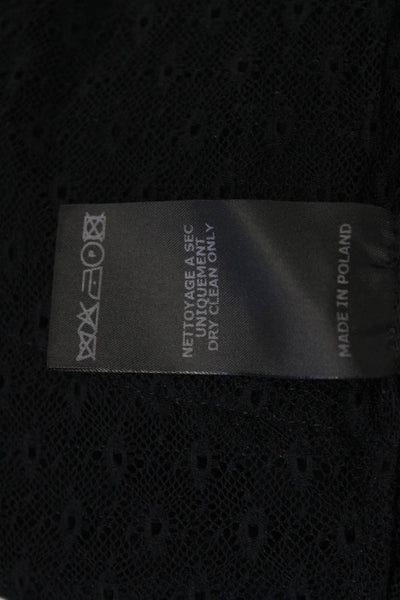 P
NETTOYAGE A SEC
UNIQUEMENT
DRY CLEAN ONLY
MADE IN POLAND